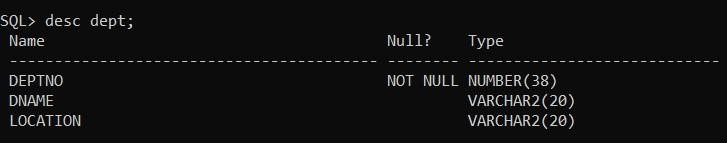 SQL> desc dept;
Name                                      Null?    Type
----------------------------------------- -------- ----------------------------
DEPTNO                                    NOT NULL NUMBER(38)
DNAME                                              VARCHAR2(20)
LOCATION                                           VARCHAR2(20)